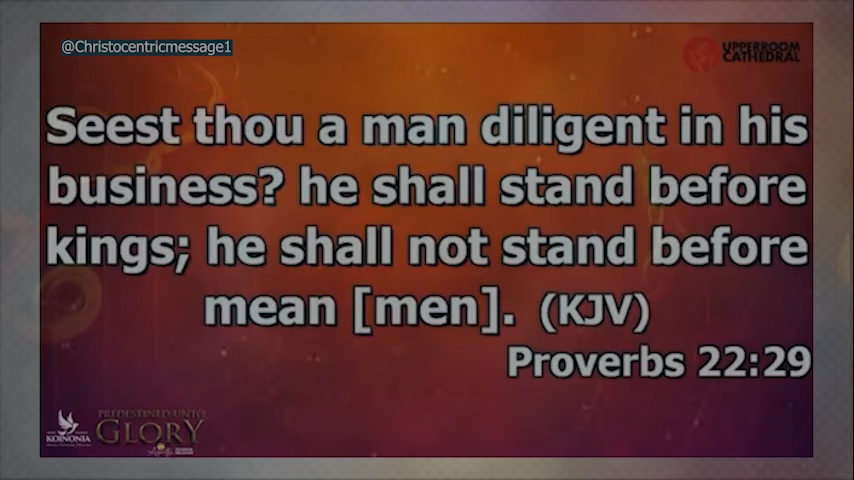 @Christocentricmessage1
UPPERROOM
CATHEDRAL
Seest thou a man diligent in his
business? he shall stand before
kings; he shall not stand before
mean [men]. (KJV)
Proverbs 22:29
KOINONIA
PREDESTINED UNTO
GLORY